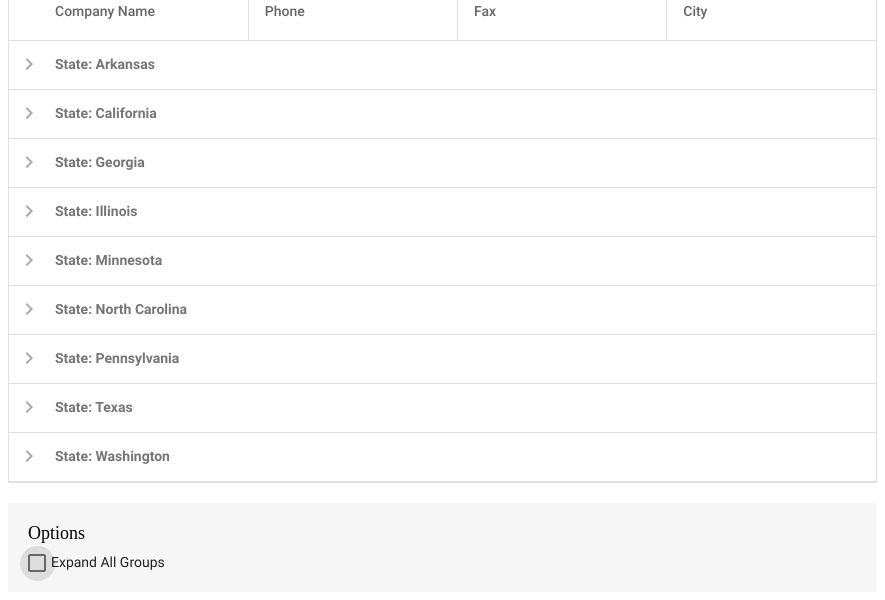 Company Name Phone Fax City
State: Arkansas
State: California
State: Georgia
State: Illinois
State: Minnesota
State: North Carolina
State: Pennsylvania
State: Texas
State: Washington
Options
Expand All Groups